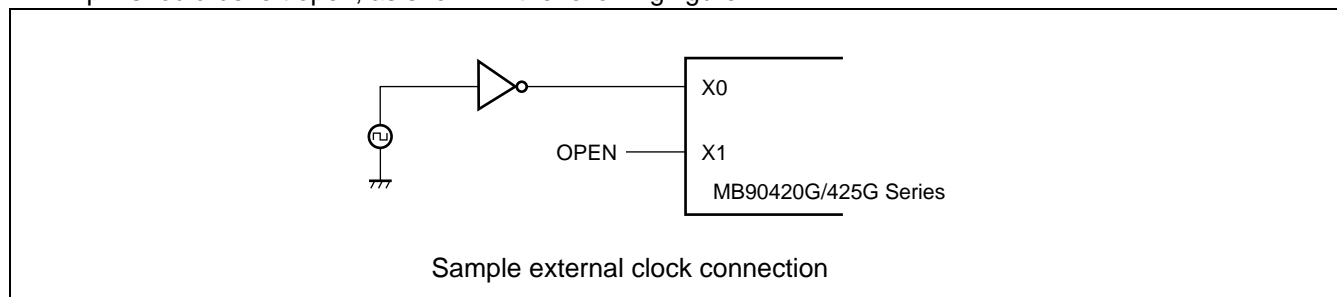 X0
OPEN
X1
MB90420G/425G Series
Sample external clock connection